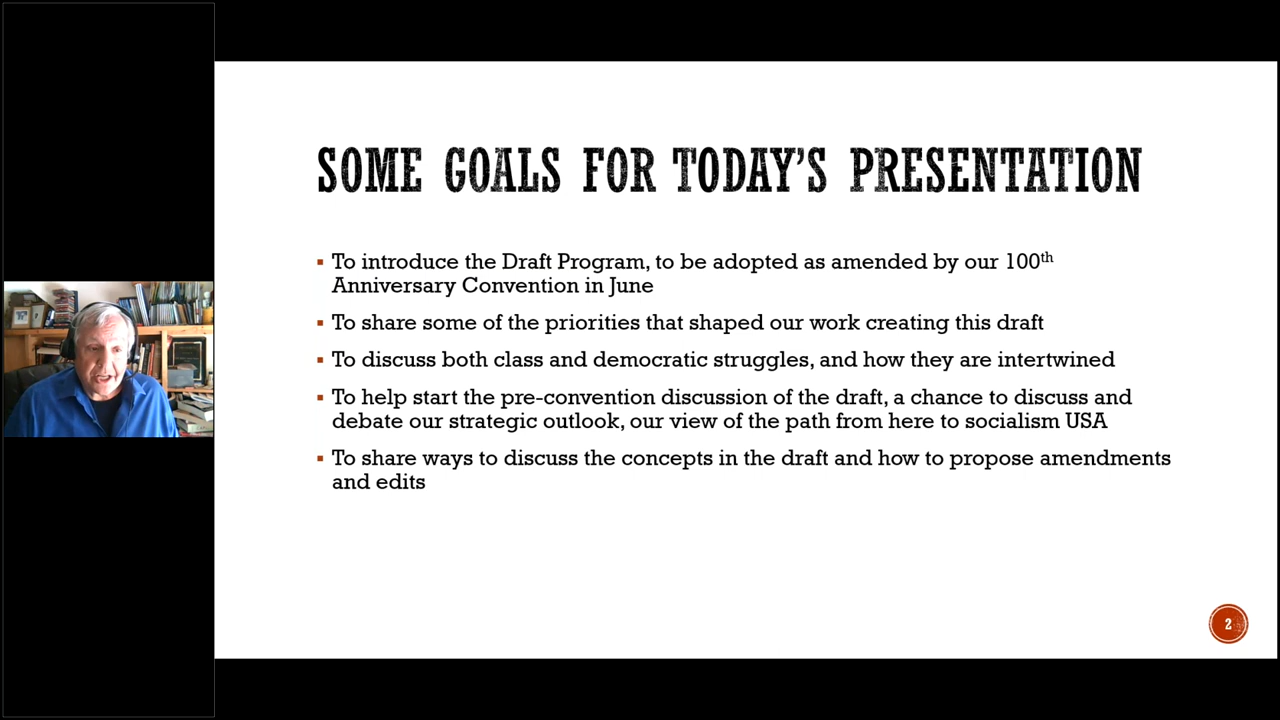 SOME GOALS FOR TODAY'S PRESENTATION
▪ To introduce the Draft Program, to be adopted as amended by our 100th
Anniversary Convention in June
▪ To share some of the priorities that shaped our work creating this draft
▪ To discuss both class and democratic struggles, and how they are intertwined
▪ To help start the pre-convention discussion of the draft, a chance to discuss and
debate our strategic outlook, our view of the path from here to socialism USA
▪ To share ways to discuss the concepts in the draft and how to propose amendments
and edits
2